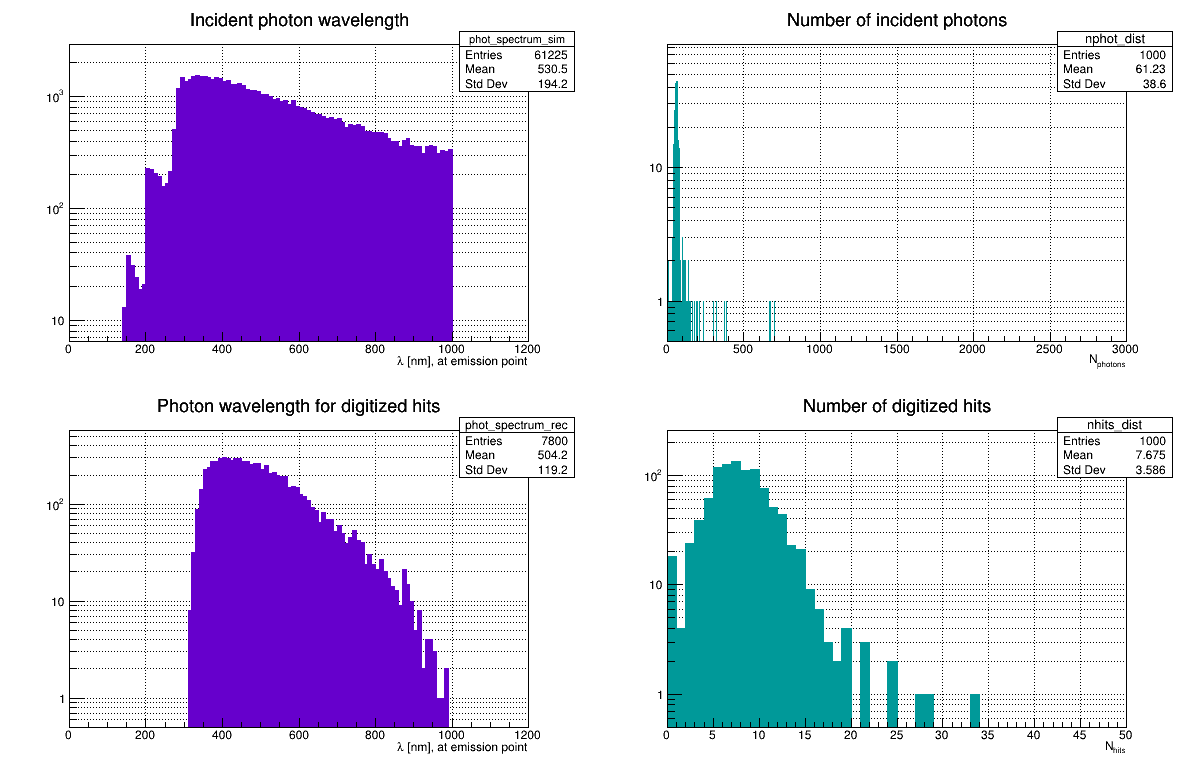 Incident photon wavelength
phot_spectrum_sim
Entries 61225
Mean 530.5
Std Dev 194.2
10³
10²
10
0 200 400 600 800 1000 1200
λ [nm], at emission point
Number of incident photons
nphot_dist
Entries 1000
Mean 61.23
Std Dev 38.6
10
1
0 500 1000 1500 2000 2500 3000
N_photons
Photon wavelength for digitized hits
phot_spectrum_rec
Entries 7800
Mean 504.2
Std Dev 119.2
10²
10
1
0 200 400 600 800 1000 1200
λ [nm], at emission point
Number of digitized hits
nhits_dist
Entries 1000
Mean 7.675
Std Dev 3.586
10²
10
1
0 5 10 15 20 25 30 35 40 45 50
N_hits